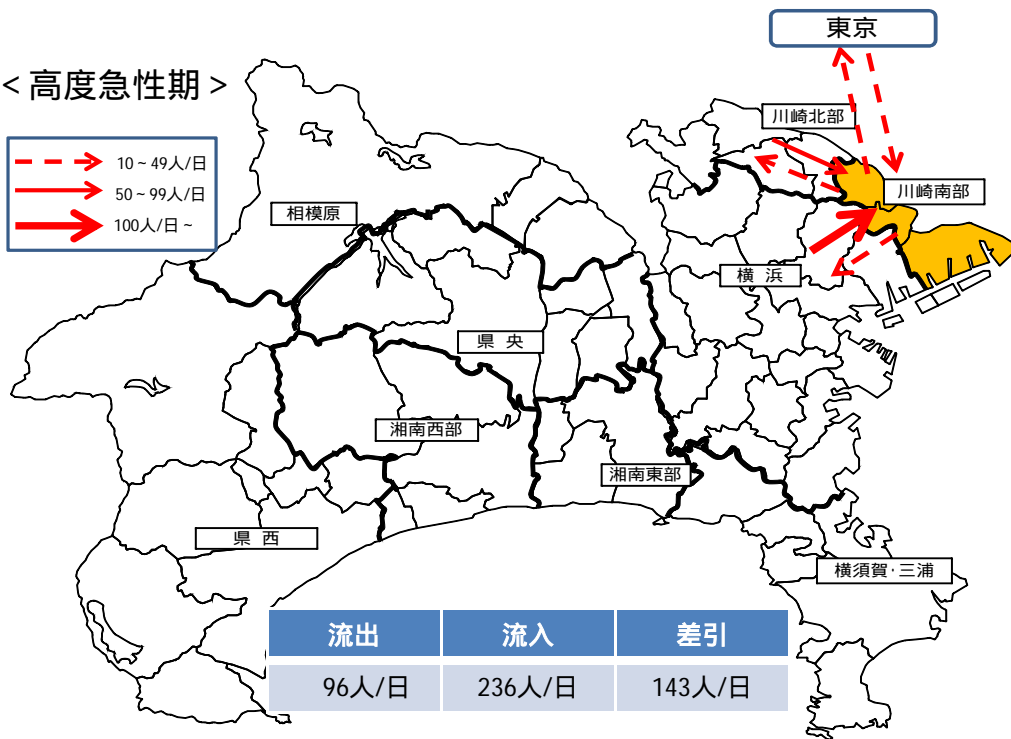 東京
＜高度急性期＞
川崎北部
10～49人/日
50～99人/日
100人/日～
川崎南部
相模原
横 浜
県 央
湘南西部
湘南東部
県 西
横須賀･三浦
流出 流入 差引
96人/日 236人/日 143人/日